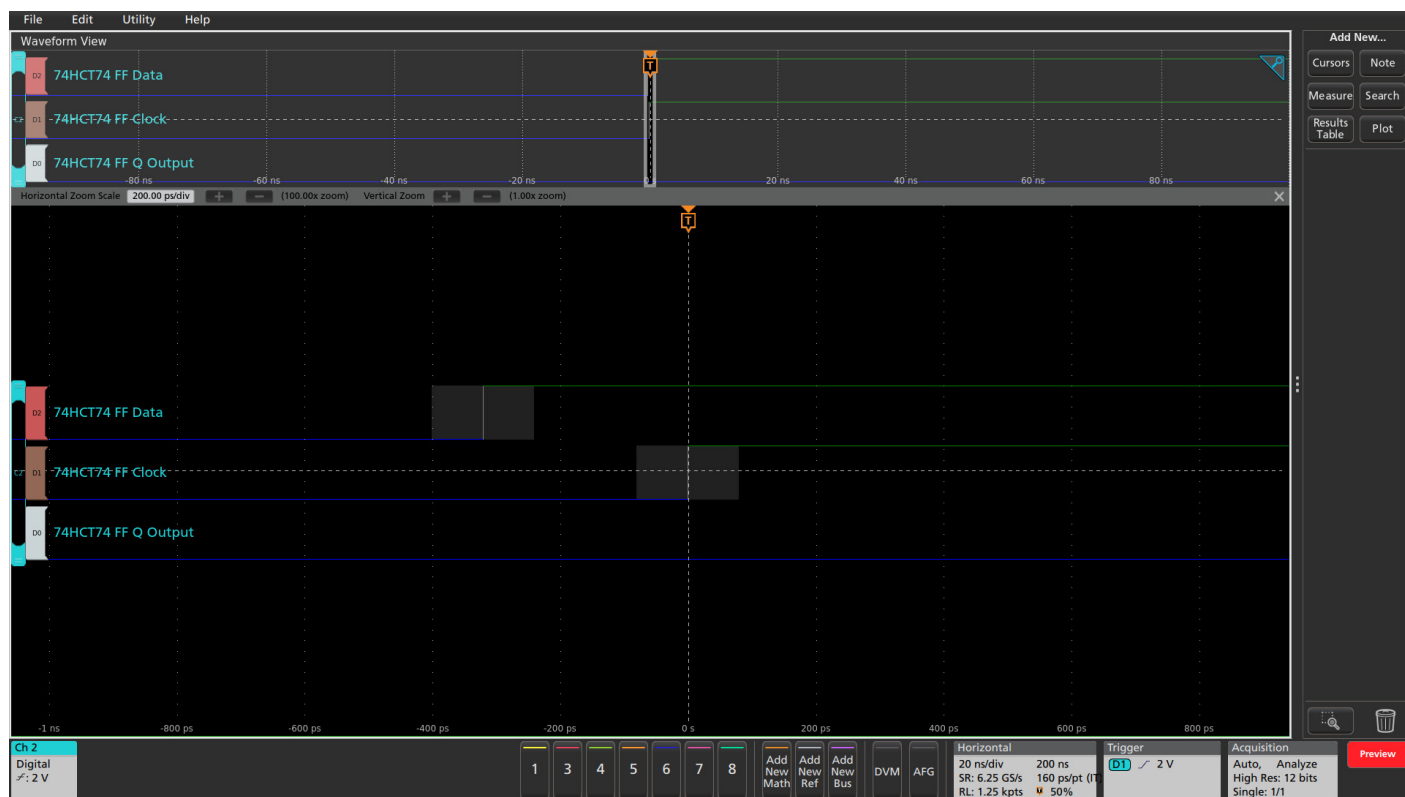 File Edit Utility Help
Waveform View
Add New...
D2 74HCT74 FF Data
C2 D1 74HCT74 FF Clock
D0 74HCT74 FF Q Output
T
-80 ns -60 ns -40 ns -20 ns 0 s 20 ns 40 ns 60 ns 80 ns
Cursors Note
Measure Search
Results Table Plot
Horizontal Zoom Scale 200.00 ps/div + − (100.00x zoom) Vertical Zoom + − (1.00x zoom) ×
T
D2 74HCT74 FF Data
C2 D1 74HCT74 FF Clock
D0 74HCT74 FF Q Output
-1 ns -800 ps -600 ps -400 ps -200 ps 0 s 200 ps 400 ps 600 ps 800 ps
Ch 2
Digital
: 2 V
1 3 4 5 6 7 8
Add New Math
Add New Ref
Add New Bus
DVM AFG
Horizontal
20 ns/div 200 ns
SR: 6.25 GS/s 160 ps/pt (IT)
RL: 1.25 kpts 50%
Trigger
D1 2 V
Acquisition
Auto, Analyze
High Res: 12 bits
Single: 1/1
Preview